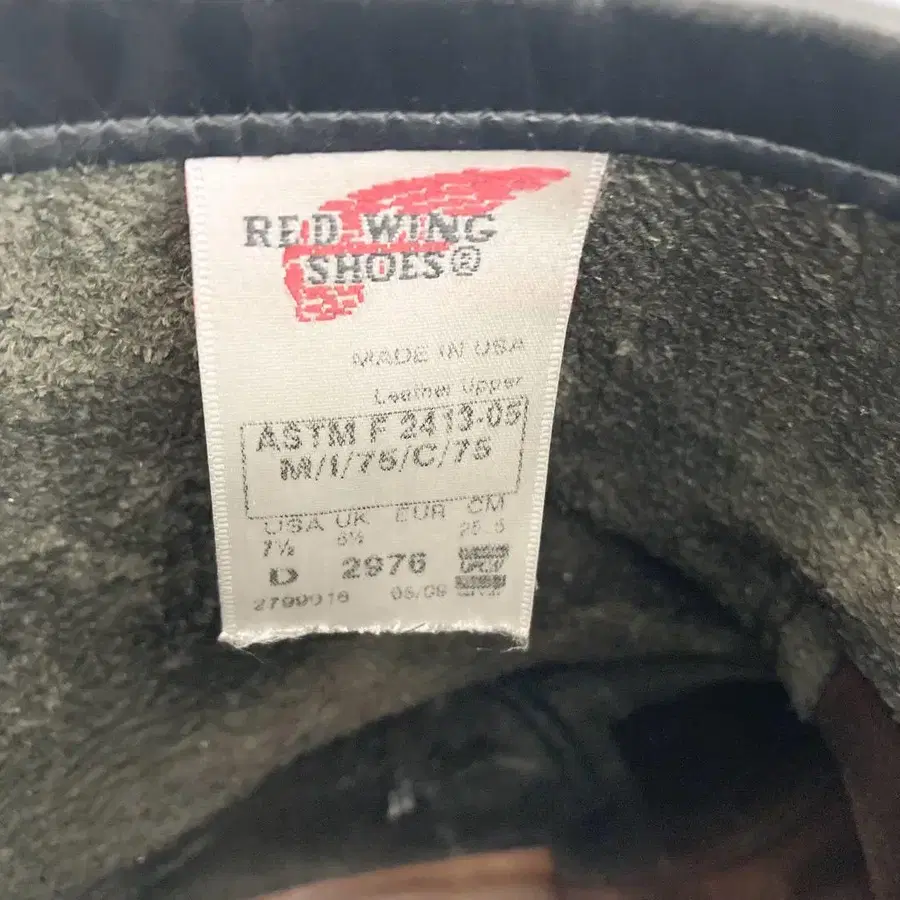 RED WING
SHOES®
MADE IN USA
Leather Upper
ASTM F 2413-05
M/I/75/C/75
USA UK EUR CM
7½ 6½ 25.5
D 2976
2799016 05/09